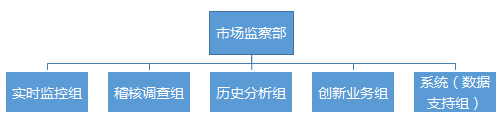 市场监察部
实时监控组
稽核调查组
历史分析组
创新业务组
系统（数据
支持组）